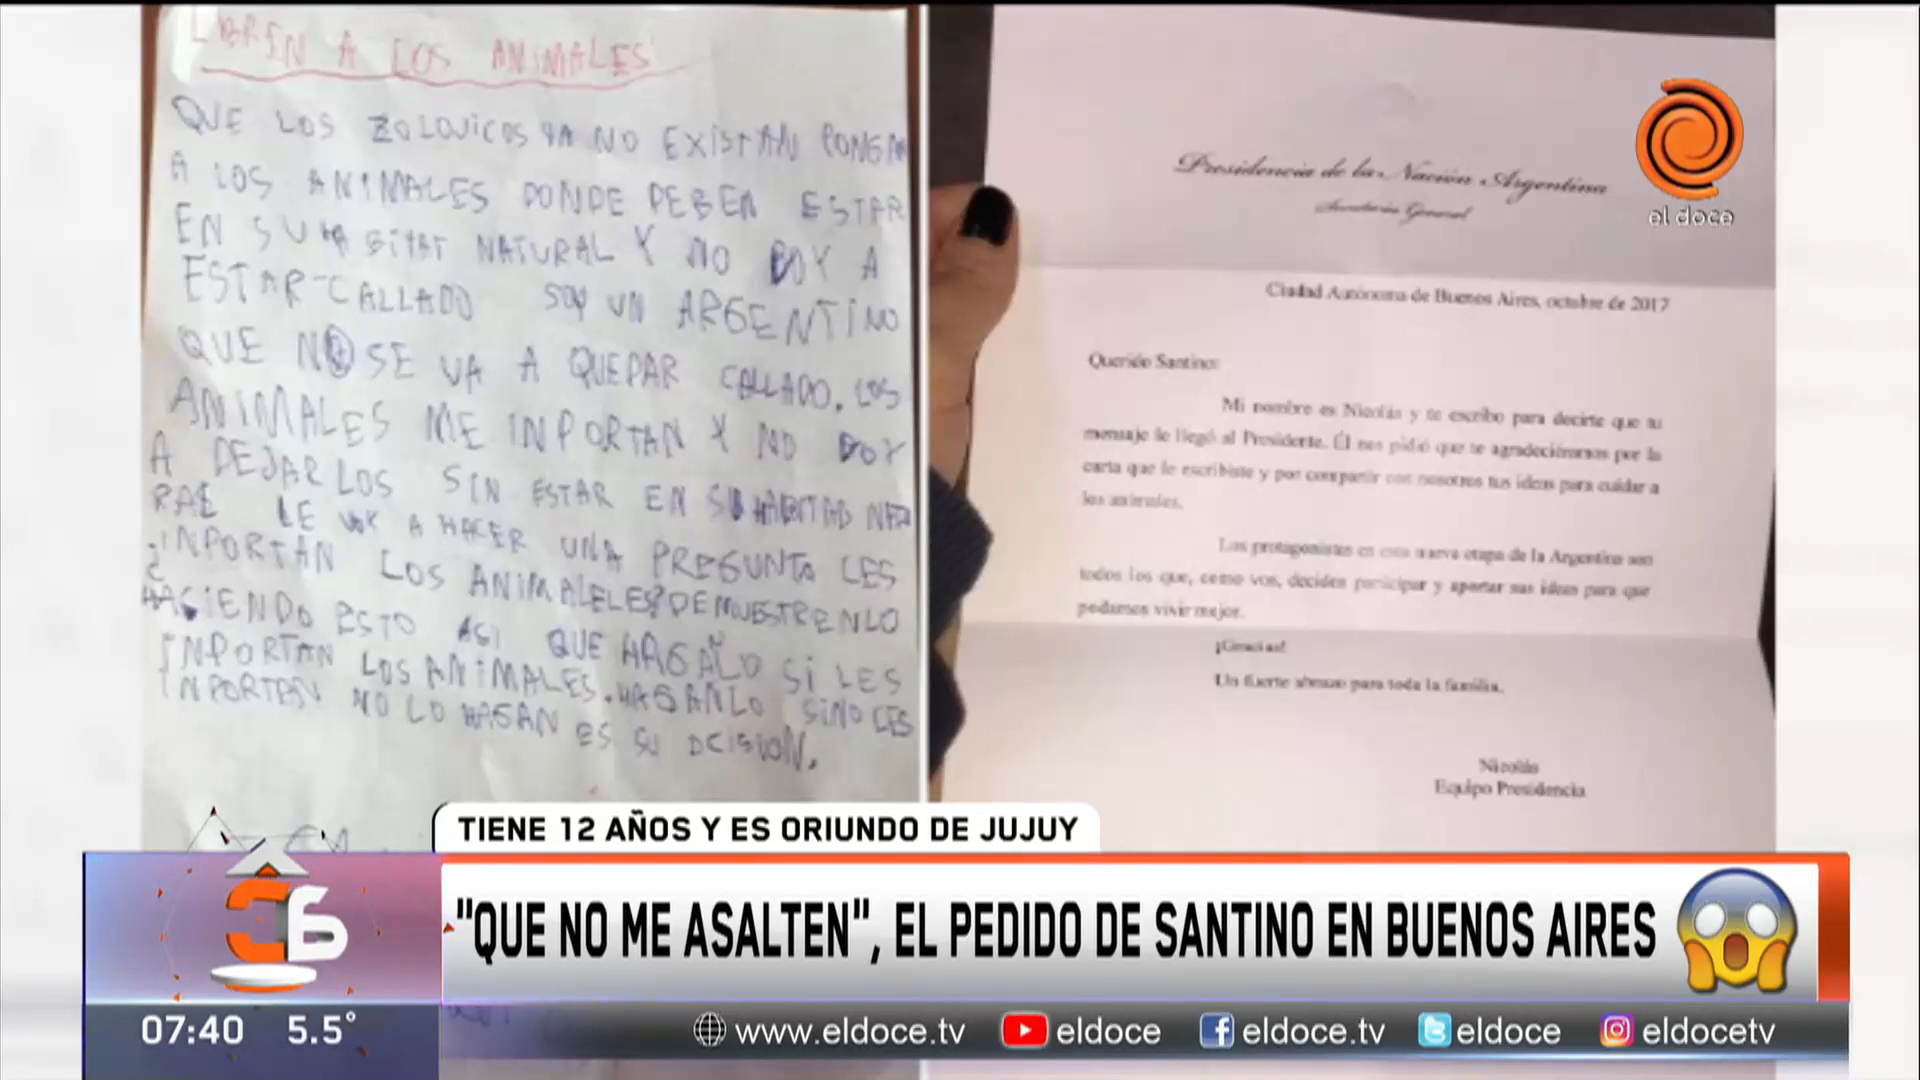 LBREN A LOS ANIMALES
QUE LOS ZOLOJICOS YA NO EXISTAN PONGAN
A LOS ANIMALES DONDE DEBEN ESTAR
EN SU HABITAT NATURAL Y NO BOY A
ESTAR-CALLADO SOY UN ARGENTINO
QUE NO SE VA A QUEDAR CALLADO. LOS
ANIMALES ME INPORTAN Y NO BOY
A DEJARLOS SIN ESTAR EN SU HABITAD
LE VOY A HACER UNA PREGUNTA LES
¿INPORTAN LOS ANIMALELES? DEMUESTRENLO
HASIENDO ESTO ASI QUE HAGAÑLO SI LES
INPORTAN LOS ANIMALES. HAGANLO SINO LES
INPORTAN NO LO HAGAN ES SU DCISION.
Presidencia de la Nación Argentina
Secretaría General
Ciudad Autónoma de Buenos Aires, octubre de 2017
Querido Santino:
Mi nombre es Nicolás y te escribo para decirte que tu
mensaje le llegó al Presidente. Él nos pidió que te agradeciéramos por la
carta que le escribiste y por compartir con nosotros tus ideas para cuidar a
los animales.
Los protagonistas en esta nueva etapa de la Argentina son
todos los que, como vos, deciden participar y aportar sus ideas para que
podamos vivir mejor.
¡Gracias!
Un fuerte abrazo para toda la familia.
Nicolás
Equipo Presidencia
el doce
TIENE 12 AÑOS Y ES ORIUNDO DE JUJUY
"QUE NO ME ASALTEN", EL PEDIDO DE SANTINO EN BUENOS AIRES
07:40 5.5°
www.eldoce.tv eldoce eldoce.tv eldoce eldocetv